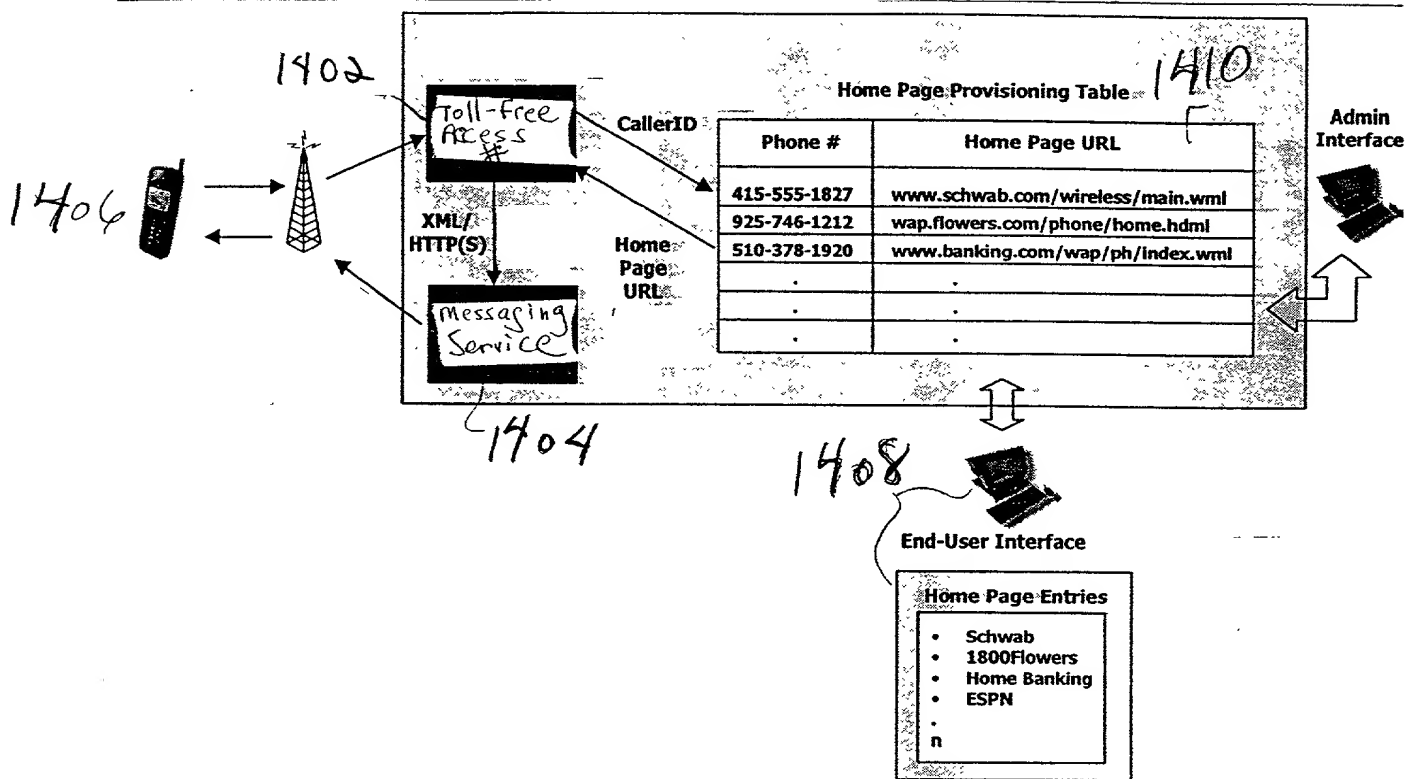 1402
1410
Home Page Provisioning Table
Toll-Free
Access
#
CallerID
Admin
Interface
Phone #
Home Page URL
415-555-1827
www.schwab.com/wireless/main.wml
925-746-1212
wap.flowers.com/phone/home.hdml
510-378-1920
www.banking.com/wap/ph/index.wml
1406
XML/
HTTP(S)
Home
Page
URL
Messaging
Service
1404
1408
End-User Interface
Home Page Entries
• Schwab
• 1800Flowers
• Home Banking
• ESPN
.
n